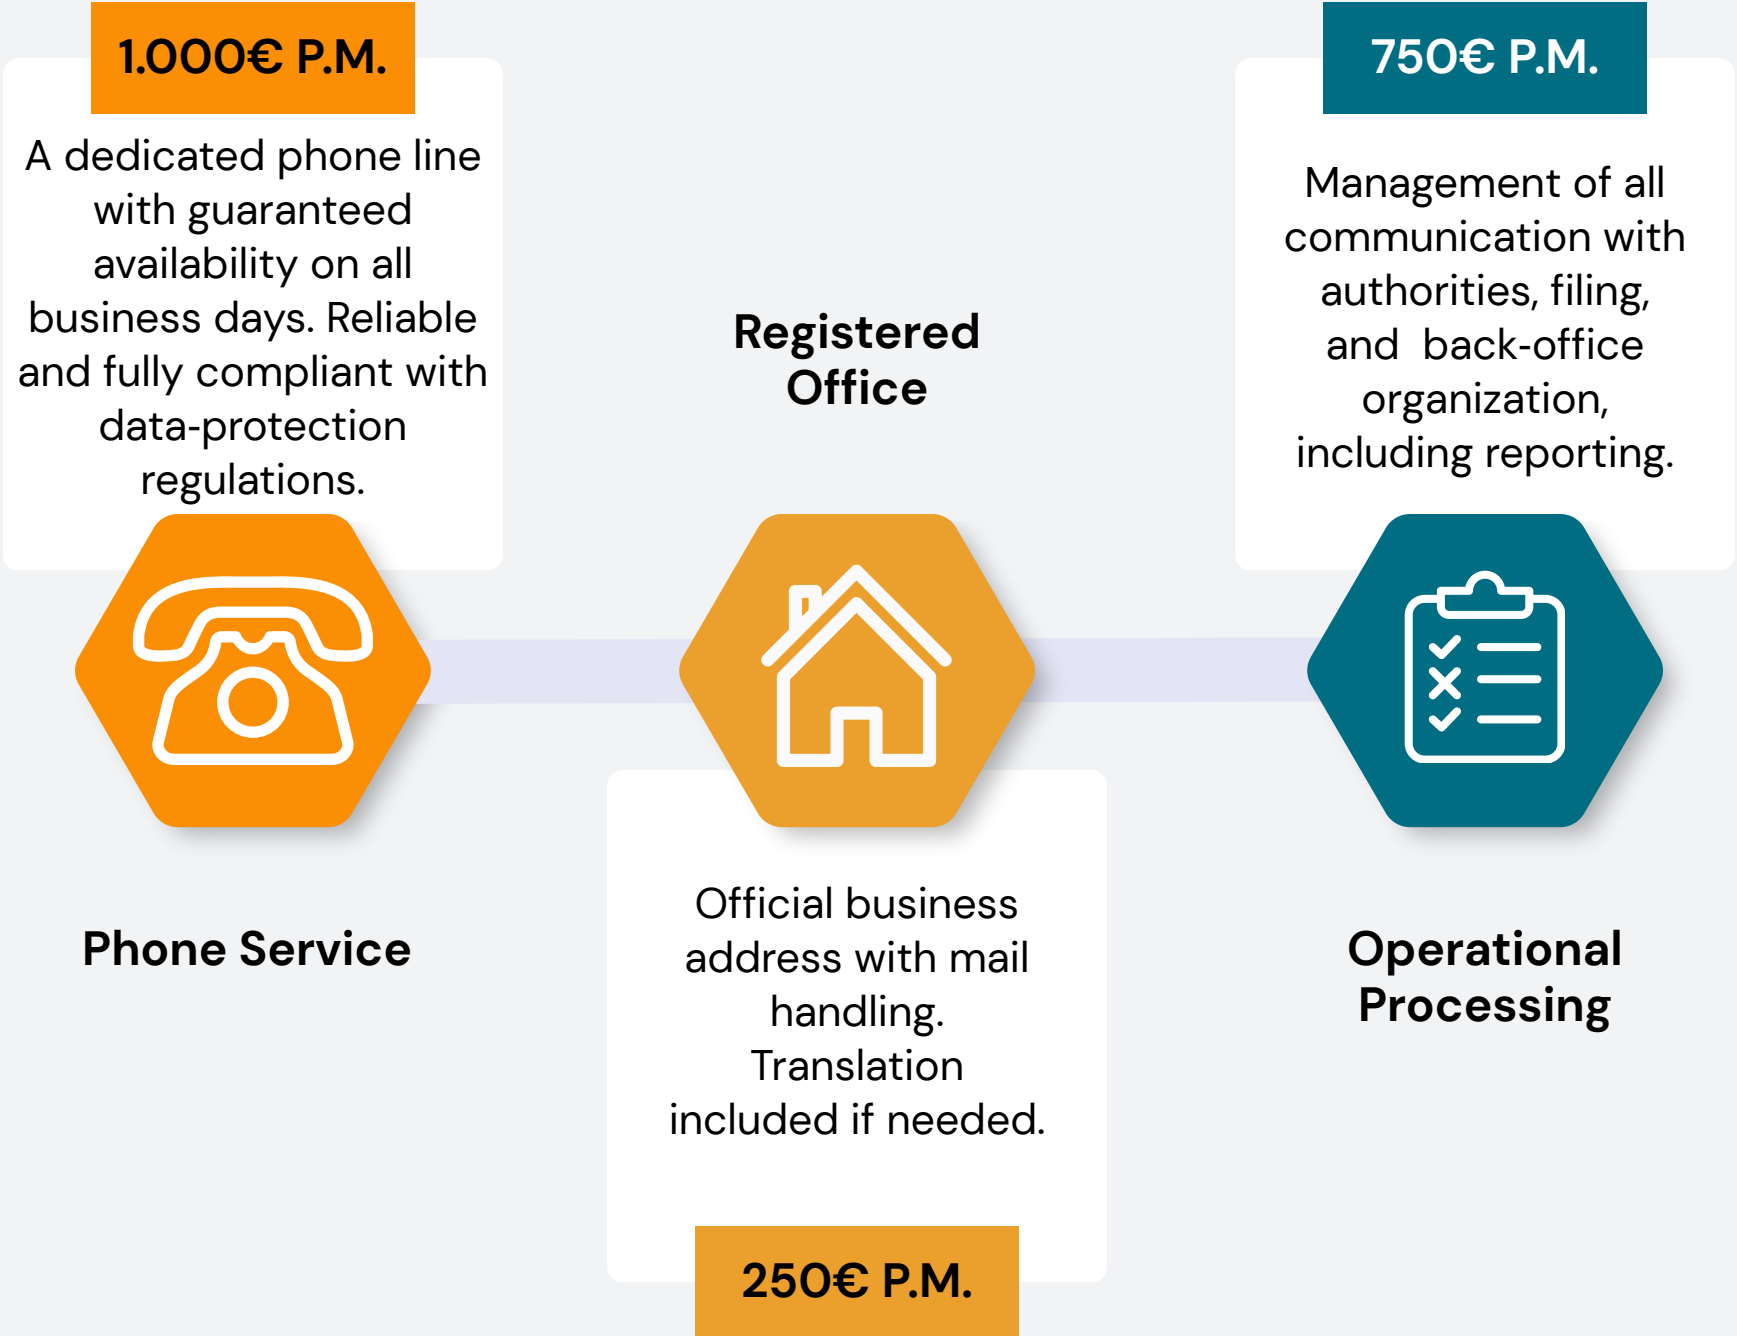 1.000€ P.M.
A dedicated phone line
with guaranteed
availability on all
business days. Reliable
and fully compliant with
data-protection
regulations.
Phone Service
Registered
Office
Official business
address with mail
handling.
Translation
included if needed.
250€ P.M.
750€ P.M.
Management of all
communication with
authorities, filing,
and  back-office
organization,
including reporting.
Operational
Processing